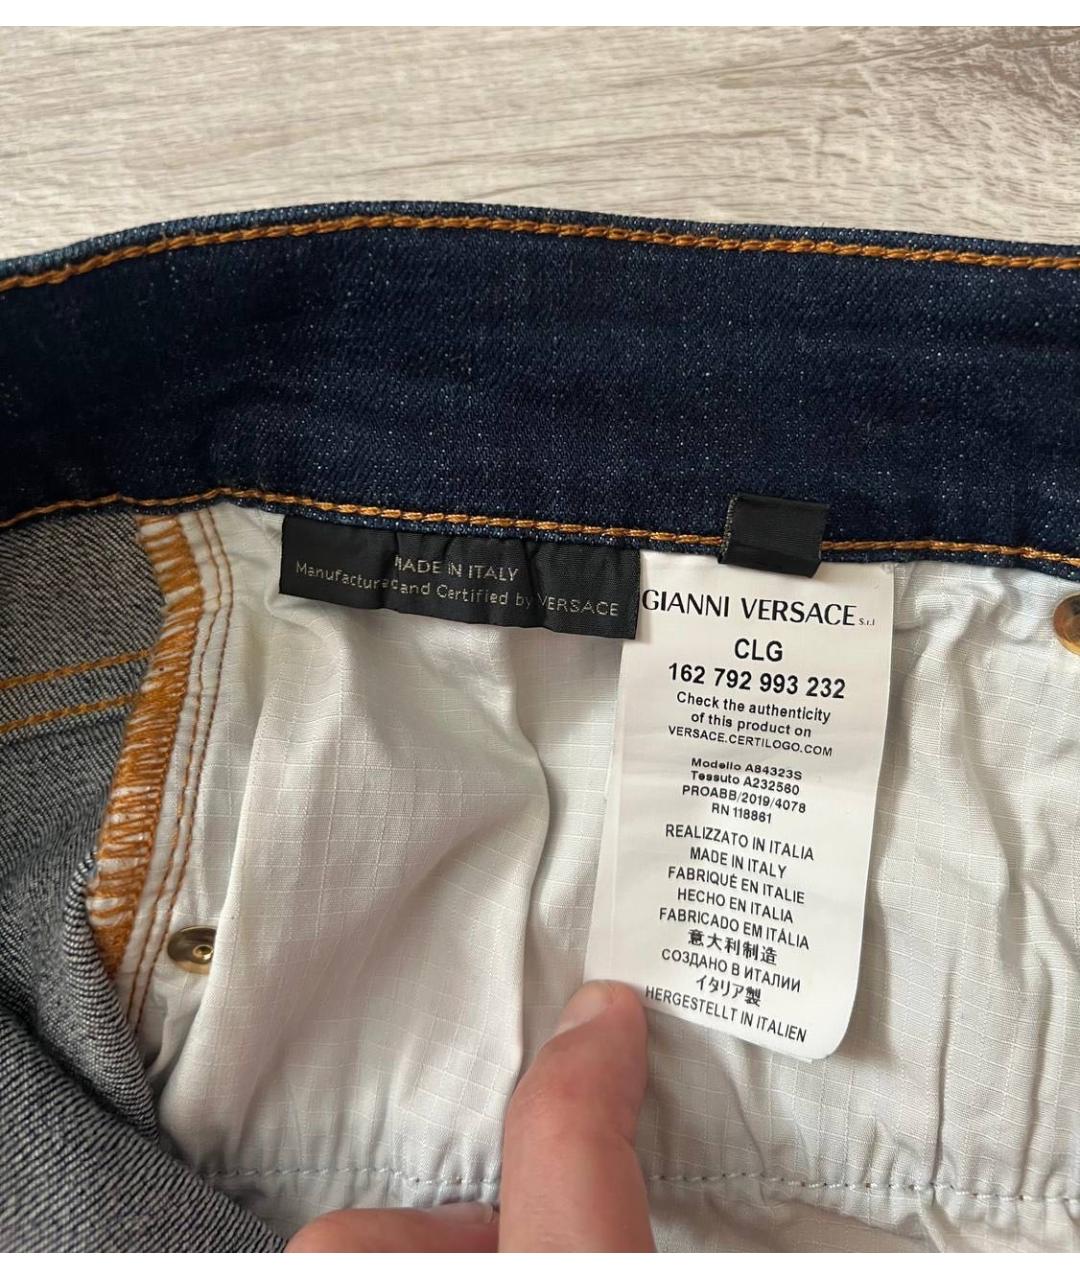 MADE IN ITALY
Manufactured and Certified by VERSACE
GIANNI VERSACE S.r.l
CLG
162 792 993 232
Check the authenticity
of this product on
VERSACE.CERTILOGO.COM
Modello A84323S
Tessuto A232560
PROABB/2019/4078
RN 118861
REALIZZATO IN ITALIA
MADE IN ITALY
FABRIQUÉ EN ITALIE
HECHO EN ITALIA
FABRICADO EM ITÁLIA
意大利制造
СОЗДАНО В ИТАЛИИ
イタリア製
HERGESTELLT IN ITALIEN